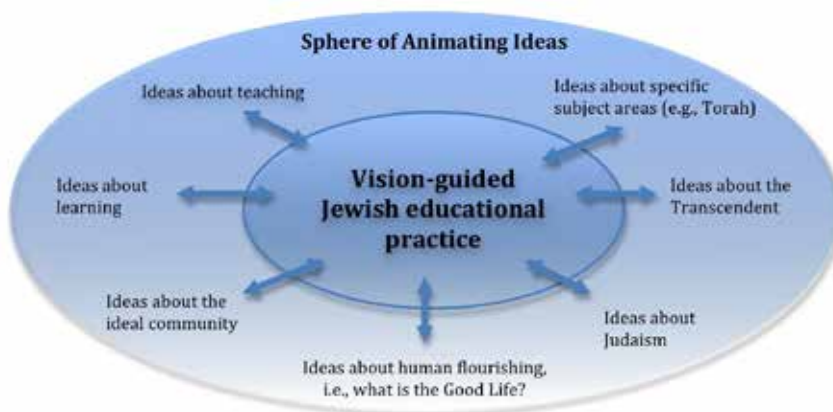 Sphere of Animating Ideas
Ideas about teaching
Ideas about specific
subject areas (e.g., Torah)
Ideas about
learning
Vision-guided
Jewish educational
practice
Ideas about the
Transcendent
Ideas about the
ideal community
Ideas about
Judaism
Ideas about human flourishing,
i.e., what is the Good Life?